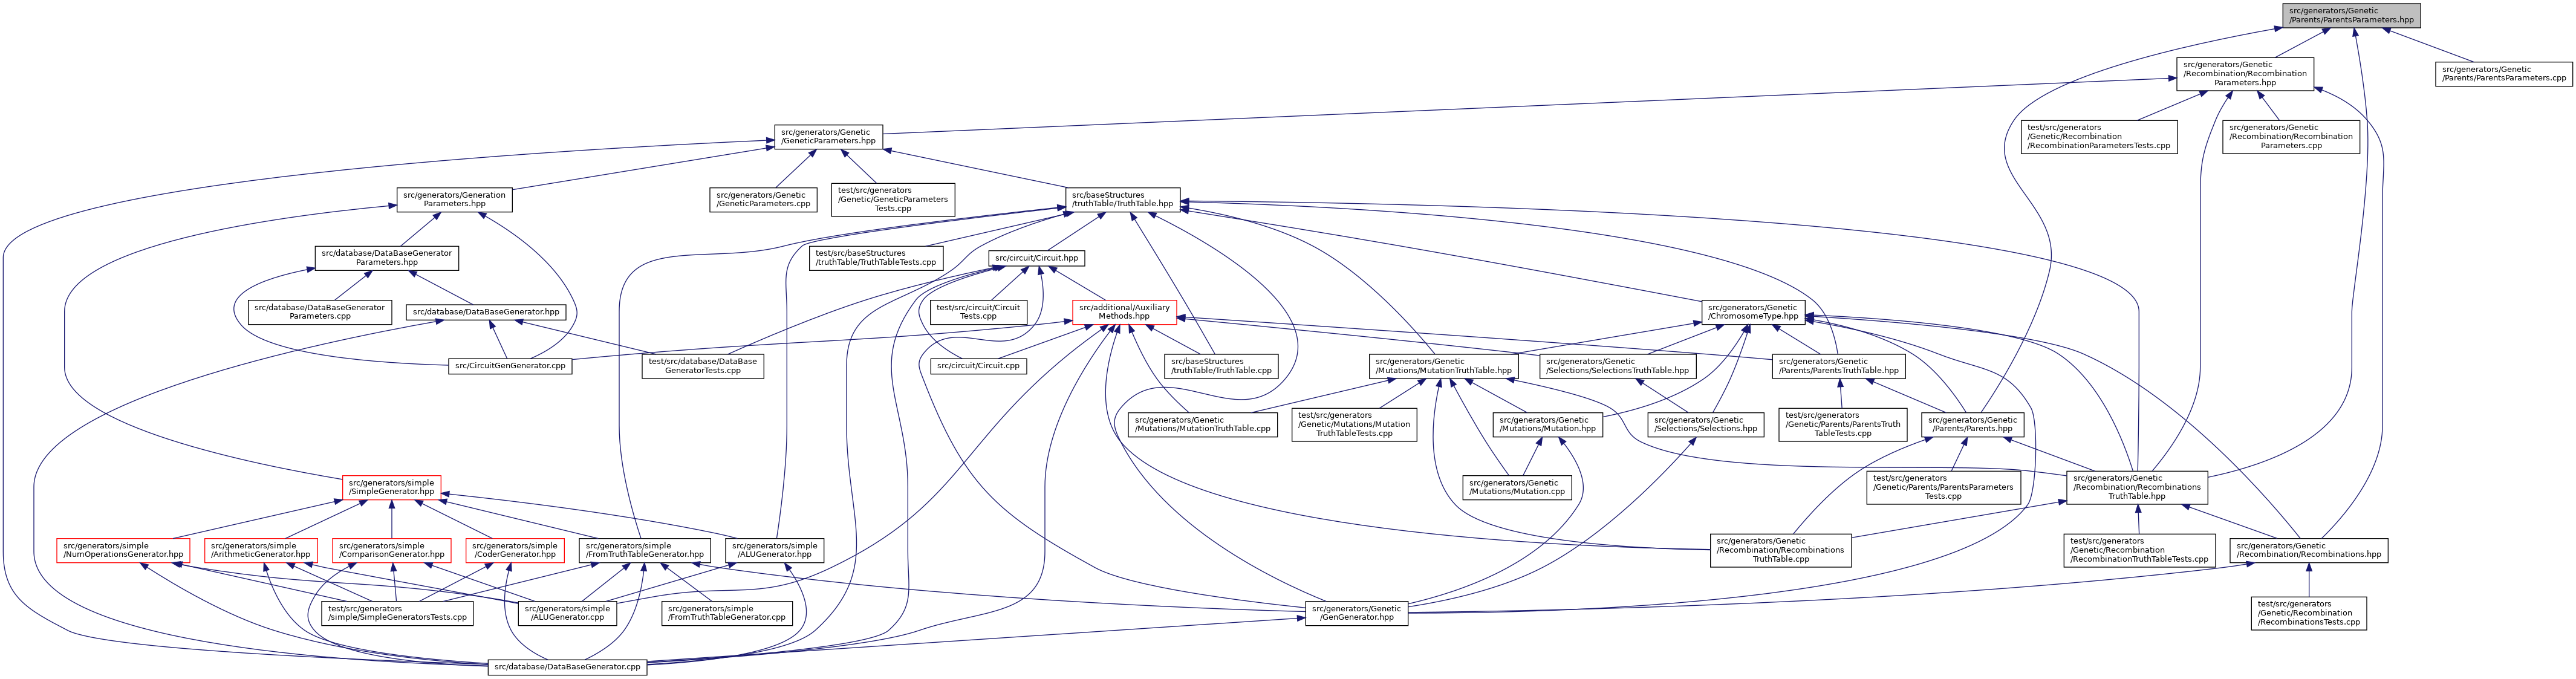 src/generators/Genetic
/Parents/ParentsParameters.hpp
src/generators/Genetic
/Recombination/Recombination
Parameters.hpp
src/generators/Genetic
/Parents/ParentsParameters.cpp
src/generators/Genetic
/GeneticParameters.hpp
test/src/generators
/Genetic/Recombination
/RecombinationParametersTests.cpp
src/generators/Genetic
/Recombination/Recombination
Parameters.cpp
src/generators/Generation
Parameters.hpp
src/generators/Genetic
/GeneticParameters.cpp
test/src/generators
/Genetic/GeneticParameters
Tests.cpp
src/baseStructures
/truthTable/TruthTable.hpp
src/database/DataBaseGenerator
Parameters.hpp
test/src/baseStructures
/truthTable/TruthTableTests.cpp
src/circuit/Circuit.hpp
src/database/DataBaseGenerator
Parameters.cpp
src/database/DataBaseGenerator.hpp
test/src/circuit/Circuit
Tests.cpp
src/additional/Auxiliary
Methods.hpp
src/generators/Genetic
/ChromosomeType.hpp
src/CircuitGenGenerator.cpp
test/src/database/DataBase
GeneratorTests.cpp
src/circuit/Circuit.cpp
src/baseStructures
/truthTable/TruthTable.cpp
src/generators/Genetic
/Mutations/MutationTruthTable.hpp
src/generators/Genetic
/Selections/SelectionsTruthTable.hpp
src/generators/Genetic
/Parents/ParentsTruthTable.hpp
src/generators/Genetic
/Mutations/MutationTruthTable.cpp
test/src/generators
/Genetic/Mutations/Mutation
TruthTableTests.cpp
src/generators/Genetic
/Mutations/Mutation.hpp
src/generators/Genetic
/Selections/Selections.hpp
test/src/generators
/Genetic/Parents/ParentsTruth
TableTests.cpp
src/generators/Genetic
/Parents/Parents.hpp
src/generators/simple
/SimpleGenerator.hpp
src/generators/Genetic
/Mutations/Mutation.cpp
test/src/generators
/Genetic/Parents/ParentsParameters
Tests.cpp
src/generators/Genetic
/Recombination/Recombinations
TruthTable.hpp
src/generators/simple
/NumOperationsGenerator.hpp
src/generators/simple
/ArithmeticGenerator.hpp
src/generators/simple
/ComparisonGenerator.hpp
src/generators/simple
/CoderGenerator.hpp
src/generators/simple
/FromTruthTableGenerator.hpp
src/generators/simple
/ALUGenerator.hpp
src/generators/Genetic
/Recombination/Recombinations
TruthTable.cpp
test/src/generators
/Genetic/Recombination
/RecombinationTruthTableTests.cpp
src/generators/Genetic
/Recombination/Recombinations.hpp
test/src/generators
/simple/SimpleGeneratorsTests.cpp
src/generators/simple
/ALUGenerator.cpp
src/generators/simple
/FromTruthTableGenerator.cpp
src/generators/Genetic
/GenGenerator.hpp
test/src/generators
/Genetic/Recombination
/RecombinationsTests.cpp
src/database/DataBaseGenerator.cpp